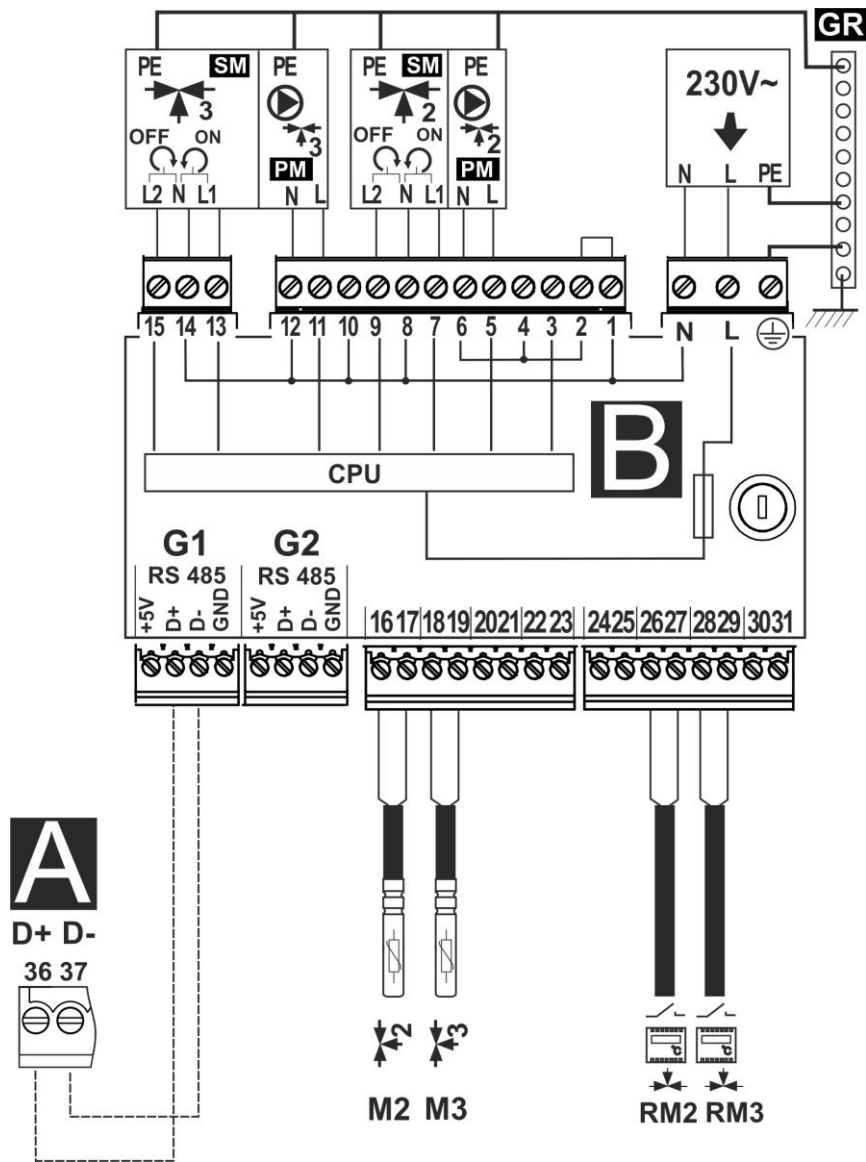 GR
PE SM PE PE SM PE
3 3 2 2
230V~
OFF ON OFF ON
PM PM
N L PE
L2 N L1 N L L2 N L1 N L
15 14 13 12 11 10 9 8 7 6 5 4 3 2 1 N L
B
CPU
G1 G2
RS 485 RS 485
+5V D+ D- GND +5V D+ D- GND
16 17 18 19 20 21 22 23 24 25 26 27 28 29 30 31
A
D+ D-
36 37
2 3
°C °C
M2 M3 RM2 RM3